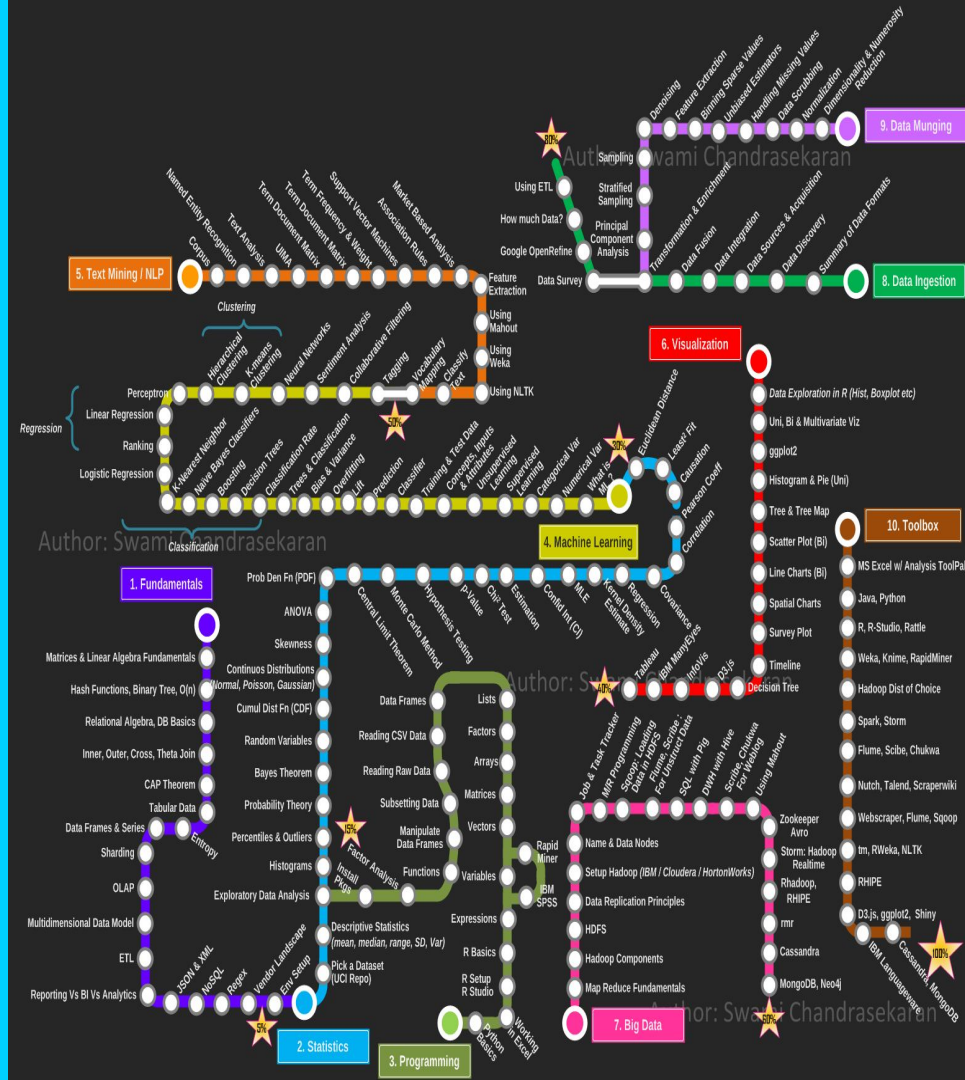 9. Data Munging
Denoising
Feature Extraction
Binning Sparse Values
Unbiased Estimators
Handling Missing Values
Data Scrubbing
Normalization
Dimensionality & Numerosity
Reduction
Sampling
Stratified
Sampling
Principal
Component
Analysis
Author: Swami Chandrasekaran
80%
Using ETL
How much Data?
Google OpenRefine
Data Survey
Transformation & Enrichment
Data Fusion
Data Integration
Data Sources & Acquisition
Data Discovery
Summary of Data Formats
8. Data Ingestion
5. Text Mining / NLP
Corpus
Named Entity Recognition
Text Analysis
UIMA
Term Document Matrix
Term Document Matrix
Term Frequency & Weight
Support Vector Machines
Association Rules
Market Based Analysis
Feature
Extraction
Using
Mahout
Using
Weka
Using NLTK
Classify
Text
Vocabulary
Mapping
Tagging
50%
Collaborative Filtering
Sentiment Analysis
Neural Networks
K-means
Clustering
Hierarchical
Clustering
Clustering
Perceptron
Linear Regression
Regression
Ranking
Logistic Regression
K-Nearest Neighbor
Naive Bayes Classifiers
Boosting
Decision Trees
Classification Rate
Trees & Classification
Bias & Variance
Overfitting
Lift
Prediction
Classifier
Training & Test Data
Concepts, Inputs
& Attributes
Unsupervised
Learning
Supervised
Learning
Categorical Var
Numerical Var
What is
ML?
30%
4. Machine Learning
Classification
Author: Swami Chandrasekaran
Euclidean Distance
Least² Fit
Causation
Pearson Coeff
Correlation
Covariance
Regression
Kernel Density
Estimate
MLE
Confid Int (CI)
Estimation
Chi² Test
p-Value
Hypothesis Testing
Monte Carlo Method
Central Limit Theorem
Prob Den Fn (PDF)
ANOVA
Skewness
Continuos Distributions
(Normal, Poisson, Gaussian)
Cumul Dist Fn (CDF)
Random Variables
Bayes Theorem
Probability Theory
Percentiles & Outliers
Histograms
Exploratory Data Analysis
Descriptive Statistics
(mean, median, range, SD, Var)
Pick a Dataset
(UCI Repo)
2. Statistics
1. Fundamentals
Matrices & Linear Algebra Fundamentals
Hash Functions, Binary Tree, O(n)
Relational Algebra, DB Basics
Inner, Outer, Cross, Theta Join
CAP Theorem
Tabular Data
Entropy
Data Frames & Series
Sharding
OLAP
Multidimensional Data Model
ETL
Reporting Vs BI Vs Analytics
JSON & XML
NoSQL
Regex
Vendor Landscape
Env Setup
5%
15%
Install
Pkgs
Factor Analysis
Functions
Manipulate
Data Frames
Subsetting Data
Reading Raw Data
Reading CSV Data
Data Frames
Lists
Factors
Arrays
Matrices
Vectors
Variables
Rapid
Miner
IBM
SPSS
Expressions
R Basics
R Setup
R Studio
Working
in Excel
Python
Basics
3. Programming
Author: Swami Chandrasekaran
6. Visualization
Data Exploration in R (Hist, Boxplot etc)
Uni, Bi & Multivariate Viz
ggplot2
Histogram & Pie (Uni)
Tree & Tree Map
Scatter Plot (Bi)
Line Charts (Bi)
Spatial Charts
Survey Plot
Timeline
Decision Tree
D3.js
InfoVis
IBM ManyEyes
Tableau
40%
Job & Task Tracker
M/R Programming
Sqoop: Loading
Data in HDFS
Flume, Scribe :
For Unstruct Data
SQL with Pig
DWH with Hive
Scribe, Chukwa
For Weblog
Using Mahout
Name & Data Nodes
Setup Hadoop (IBM / Cloudera / HortonWorks)
Data Replication Principles
HDFS
Hadoop Components
Map Reduce Fundamentals
7. Big Data
Zookeeper
Avro
Storm: Hadoop
Realtime
Rhadoop,
RHIPE
rmr
Cassandra
MongoDB, Neo4j
60%
Author: Swami Chandrasekaran
10. Toolbox
MS Excel w/ Analysis ToolPa
Java, Python
R, R-Studio, Rattle
Weka, Knime, RapidMiner
Hadoop Dist of Choice
Spark, Storm
Flume, Scibe, Chukwa
Nutch, Talend, Scraperwiki
Webscraper, Flume, Sqoop
tm, RWeka, NLTK
RHIPE
D3.js, ggplot2, Shiny
IBM Languageware
Cassandra, MongoDB
100%